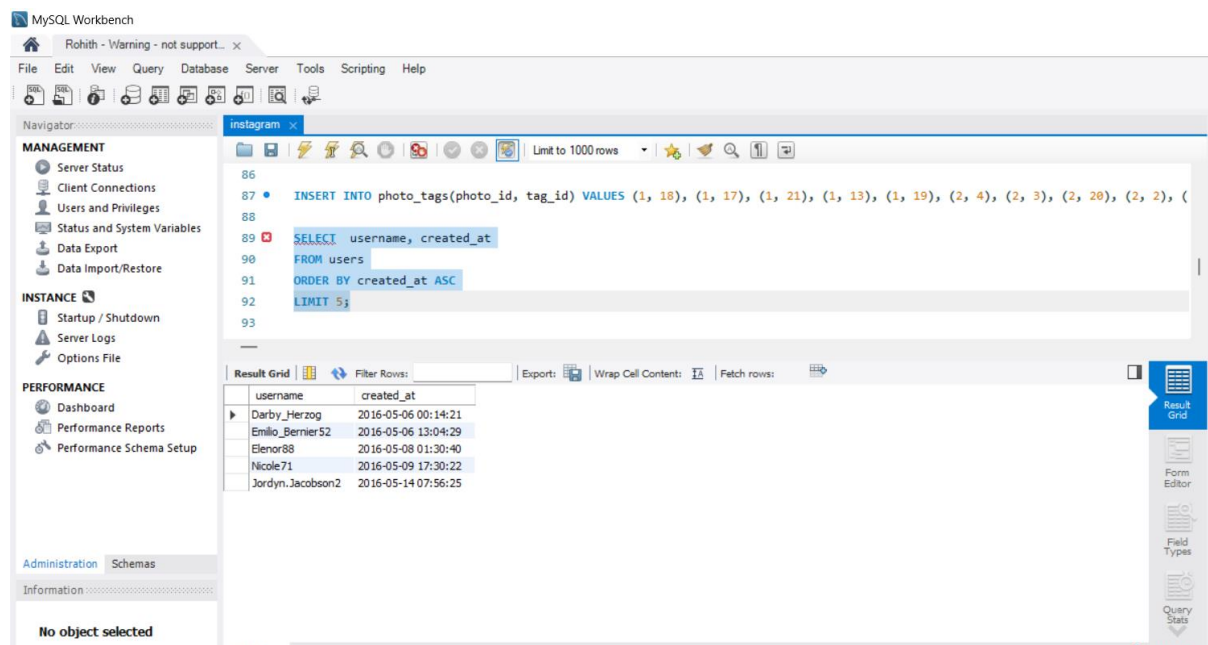 MySQL Workbench
Rohith - Warning - not support...
File Edit View Query Database Server Tools Scripting Help
Navigator
MANAGEMENT
Server Status
Client Connections
Users and Privileges
Status and System Variables
Data Export
Data Import/Restore
INSTANCE
Startup / Shutdown
Server Logs
Options File
PERFORMANCE
Dashboard
Performance Reports
Performance Schema Setup
Administration Schemas
Information
No object selected
instagram
Limit to 1000 rows
86
87 INSERT INTO photo_tags(photo_id, tag_id) VALUES (1, 18), (1, 17), (1, 21), (1, 13), (1, 19), (2, 4), (2, 3), (2, 20), (2, 2), (
88
89 SELECT username, created_at
90 FROM users
91 ORDER BY created_at ASC
92 LIMIT 5;
93
Result Grid Filter Rows: Export: Wrap Cell Content: Fetch rows:
username created_at
Darby_Herzog 2016-05-06 00:14:21
Emilio_Bernier52 2016-05-06 13:04:29
Elenor88 2016-05-08 01:30:40
Nicole71 2016-05-09 17:30:22
Jordyn.Jacobson2 2016-05-14 07:56:25
Result
Grid
Form
Editor
Field
Types
Query
Stats